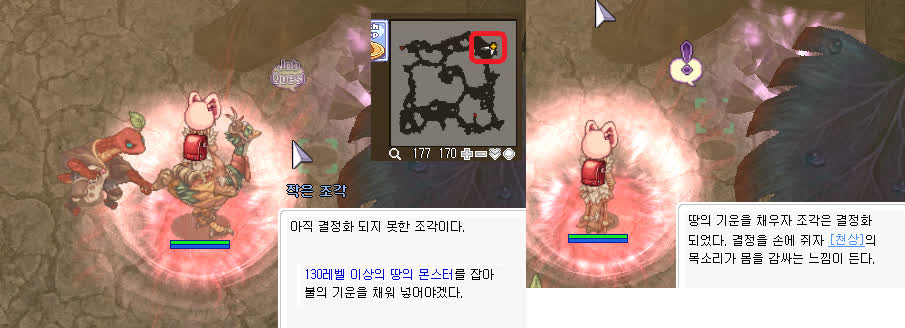 Job
Quest
177 170
작은 조각
아직 결정화 되지 못한 조각이다.
130레벨 이상의 땅의 몬스터를 잡아
불의 기운을 채워 넣어야겠다.
땅의 기운을 채우자 조각은 결정화
되었다. 결정을 손에 쥐자 [천상]의
목소리가 몸을 감싸는 느낌이 든다.